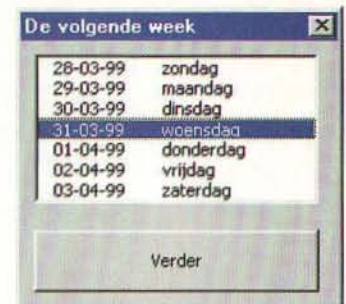 De volgende week
28-03-99 zondag
29-03-99 maandag
30-03-99 dinsdag
31-03-99 woensdag
01-04-99 donderdag
02-04-99 vrijdag
03-04-99 zaterdag
Verder